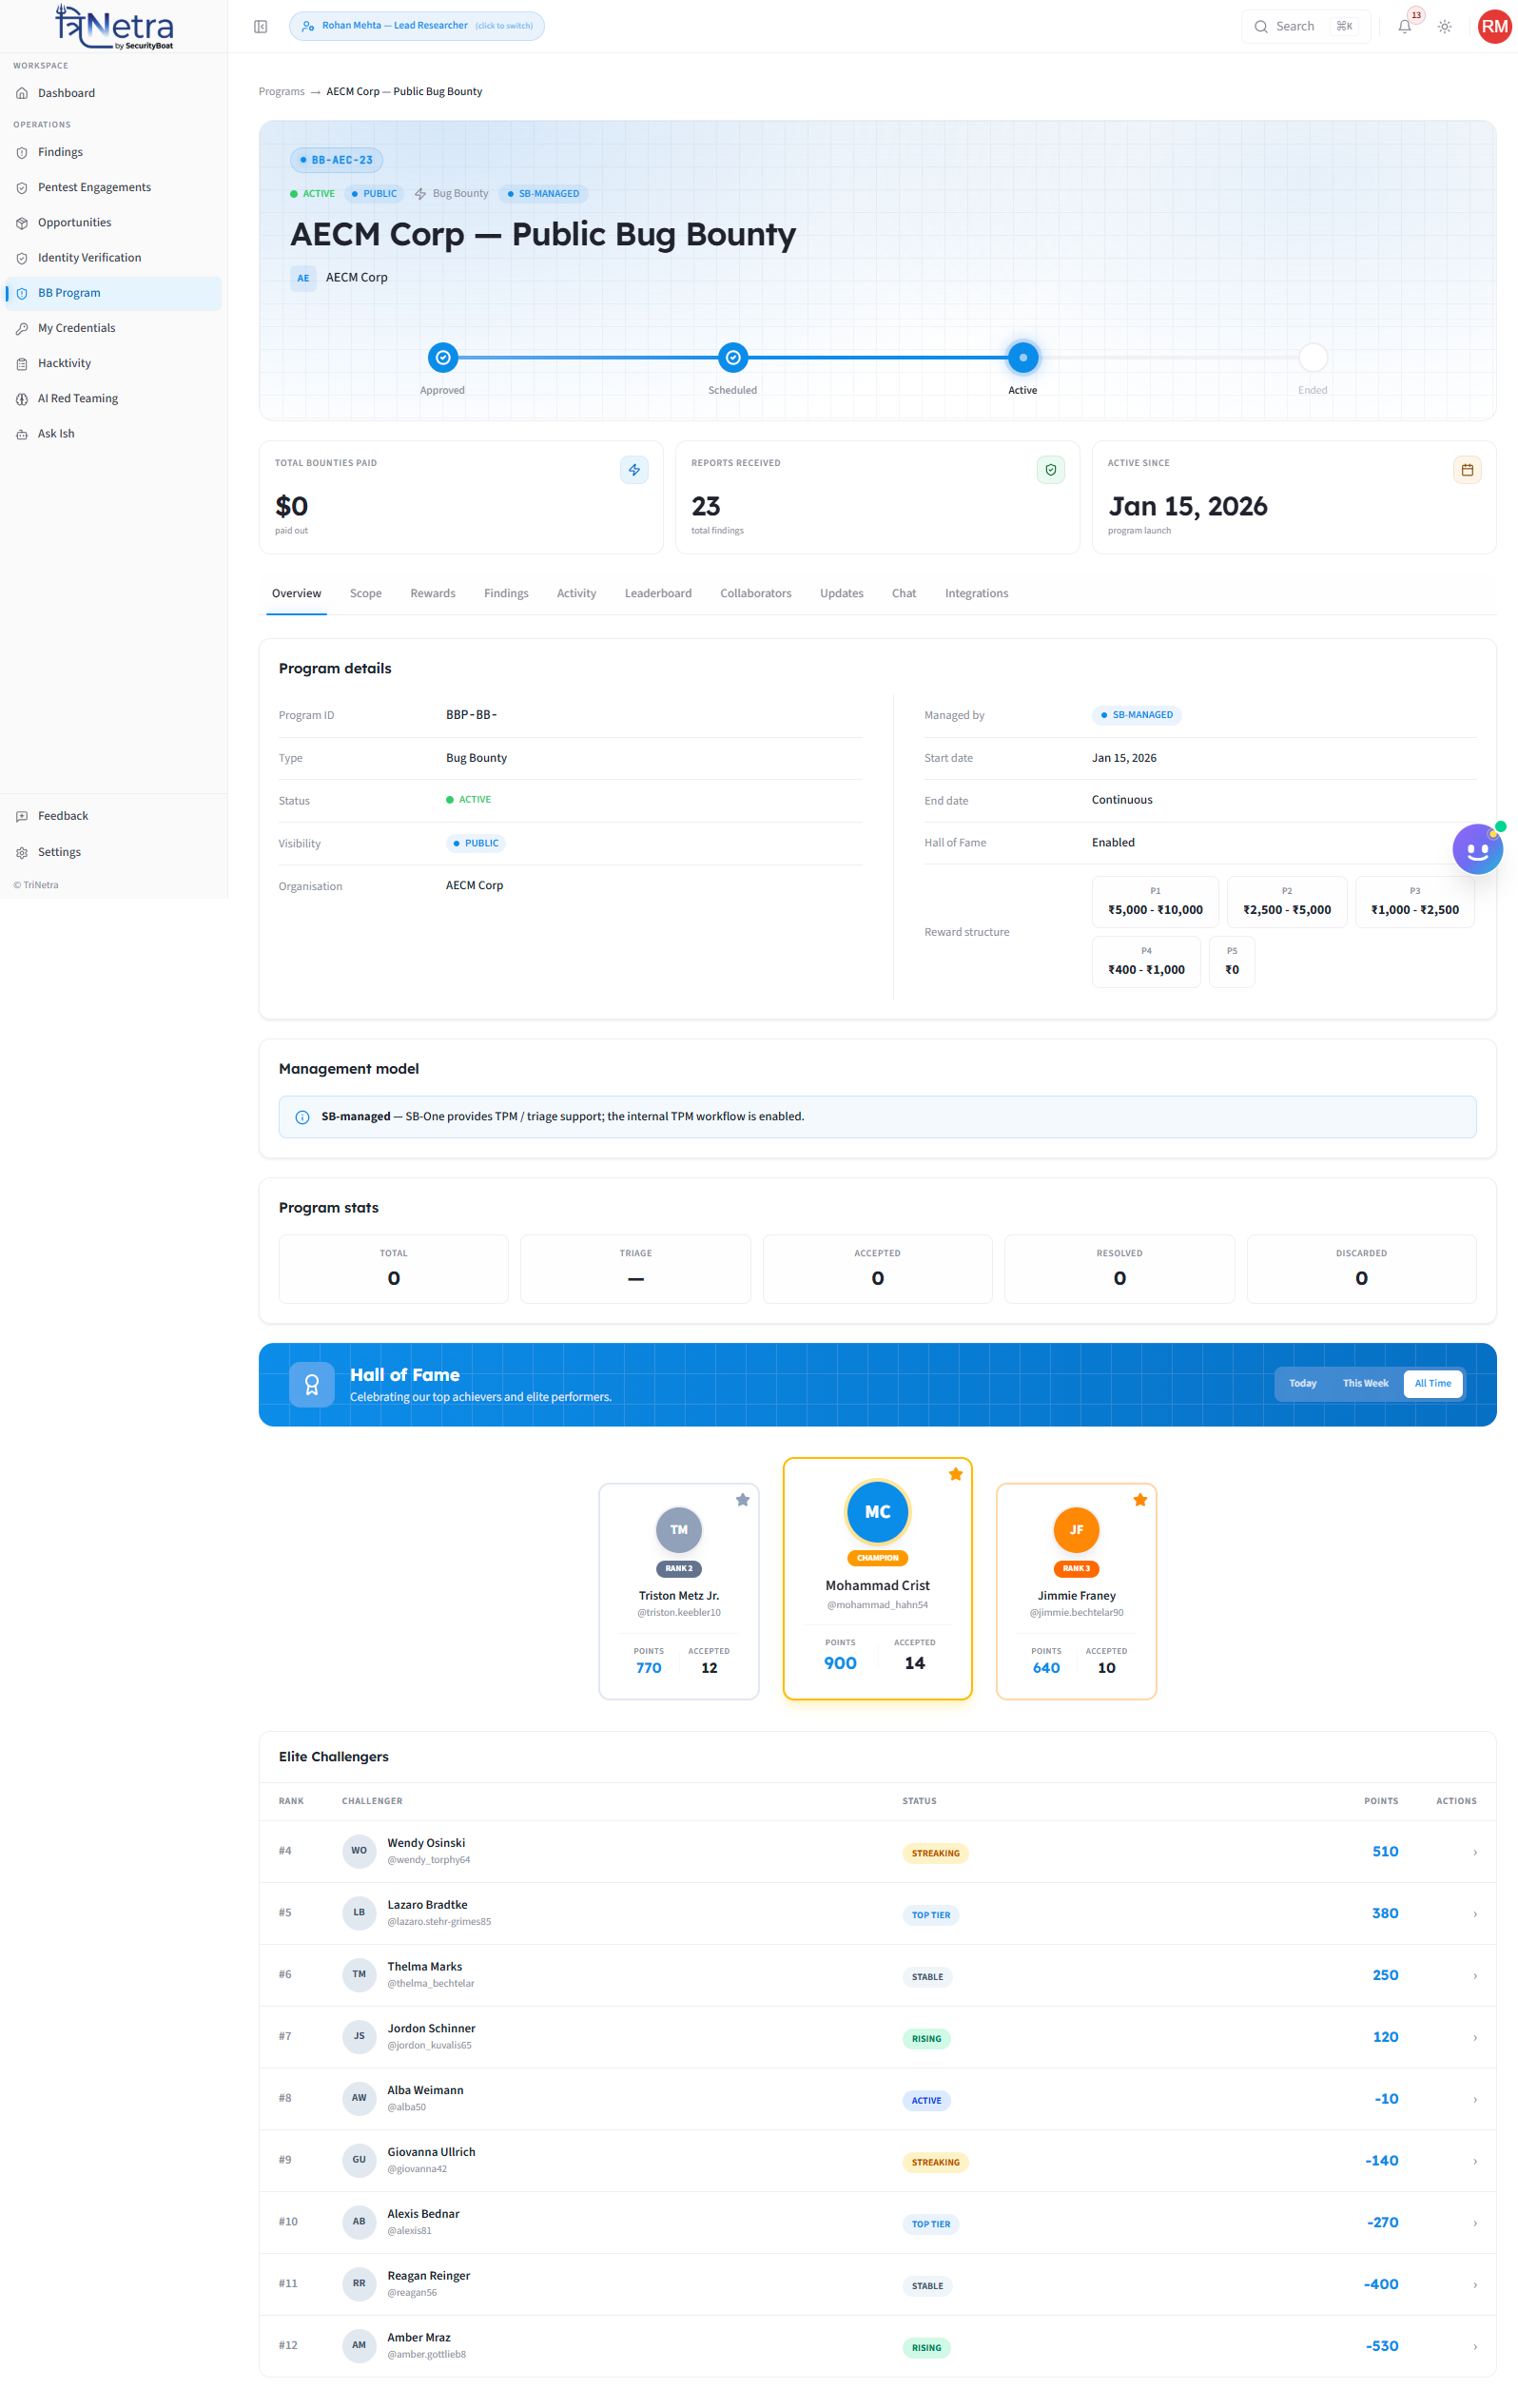 त्रिNetra
by SecurityBoat
Rohan Mehta — Lead Researcher (click to switch)
Search ⌘K
13
RM
WORKSPACE
Dashboard
OPERATIONS
Findings
Pentest Engagements
Opportunities
Identity Verification
BB Program
My Credentials
Hacktivity
AI Red Teaming
Ask Ish
Feedback
Settings
© TriNetra
Programs → AECM Corp — Public Bug Bounty
BB-AEC-23
ACTIVE PUBLIC Bug Bounty SB-MANAGED
AECM Corp — Public Bug Bounty
AE AECM Corp
Approved Scheduled Active Ended
TOTAL BOUNTIES PAID
$0
paid out
REPORTS RECEIVED
23
total findings
ACTIVE SINCE
Jan 15, 2026
program launch
Overview Scope Rewards Findings Activity Leaderboard Collaborators Updates Chat Integrations
Program details
Program ID BBP-BB-
Type Bug Bounty
Status ACTIVE
Visibility PUBLIC
Organisation AECM Corp
Managed by SB-MANAGED
Start date Jan 15, 2026
End date Continuous
Hall of Fame Enabled
Reward structure
P1 ₹5,000 - ₹10,000
P2 ₹2,500 - ₹5,000
P3 ₹1,000 - ₹2,500
P4 ₹400 - ₹1,000
P5 ₹0
Management model
SB-managed — SB-One provides TPM / triage support; the internal TPM workflow is enabled.
Program stats
TOTAL TRIAGE ACCEPTED RESOLVED DISCARDED
0 — 0 0 0
Hall of Fame
Celebrating our top achievers and elite performers.
Today This Week All Time
TM
RANK 2
Triston Metz Jr.
@triston.keebler10
POINTS ACCEPTED
770 12
MC
CHAMPION
Mohammad Crist
@mohammad_hahn54
POINTS ACCEPTED
900 14
JF
RANK 3
Jimmie Franey
@jimmie.bechtelar90
POINTS ACCEPTED
640 10
Elite Challengers
RANK CHALLENGER STATUS POINTS ACTIONS
#4 WO Wendy Osinski STREAKING 510 ›
@wendy_torphy64
#5 LB Lazaro Bradtke TOP TIER 380 ›
@lazaro.stehr-grimes85
#6 TM Thelma Marks STABLE 250 ›
@thelma_bechtelar
#7 JS Jordon Schinner RISING 120 ›
@jordon_kuvalis65
#8 AW Alba Weimann ACTIVE -10 ›
@alba50
#9 GU Giovanna Ullrich STREAKING -140 ›
@giovanna42
#10 AB Alexis Bednar TOP TIER -270 ›
@alexis81
#11 RR Reagan Reinger STABLE -400 ›
@reagan56
#12 AM Amber Mraz RISING -530 ›
@amber.gottlieb8